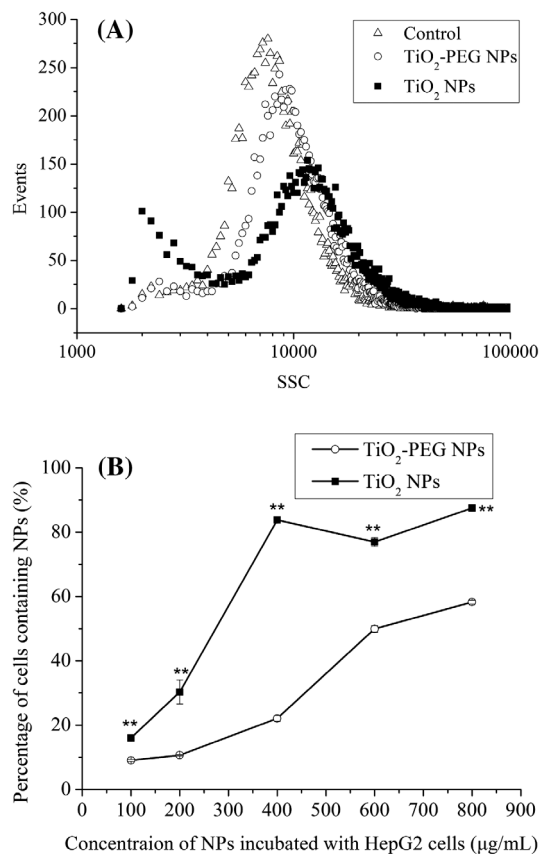 (A)
Control
TiO2-PEG NPs
TiO2 NPs
300
250
200
150
100
50
0
Events
1000 10000 100000
SSC
(B)
TiO2-PEG NPs
TiO2 NPs
100
80
60
40
20
0
Percentage of cells containing NPs (%)
** ** ** ** **
0 100 200 300 400 500 600 700 800 900
Concentraion of NPs incubated with HepG2 cells (μg/mL)